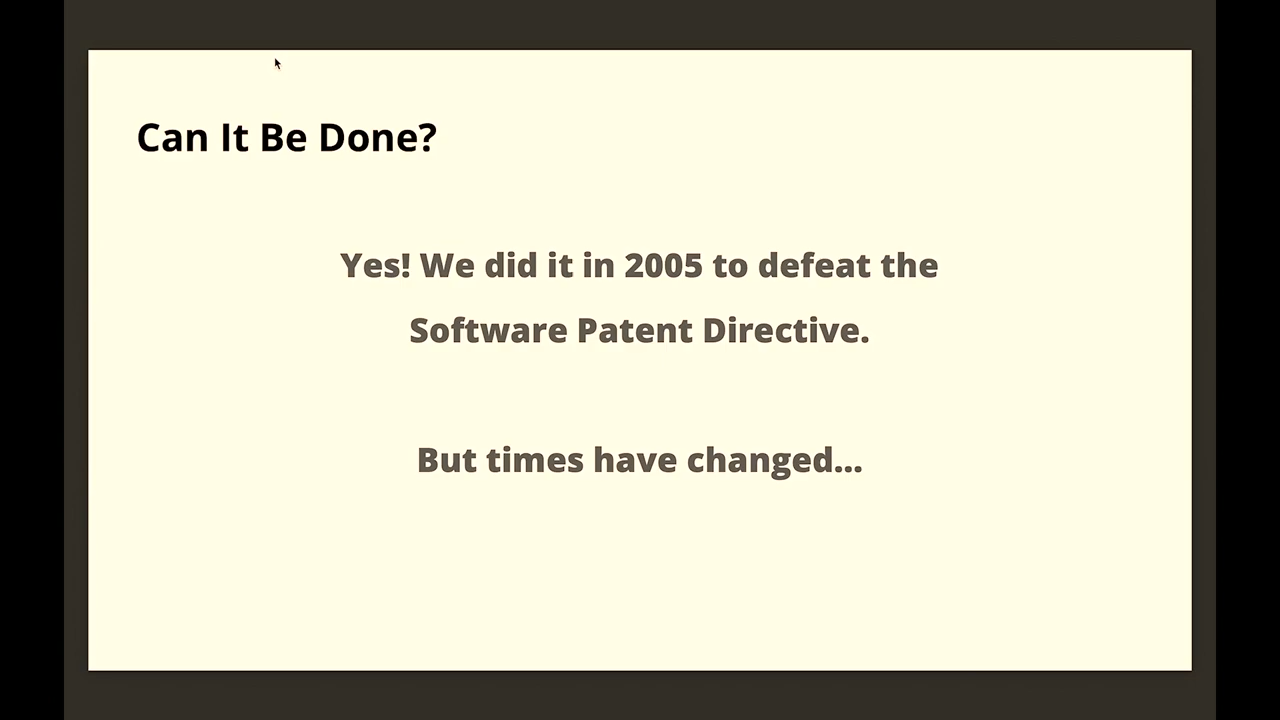 Can It Be Done?
Yes! We did it in 2005 to defeat the
Software Patent Directive.
But times have changed...